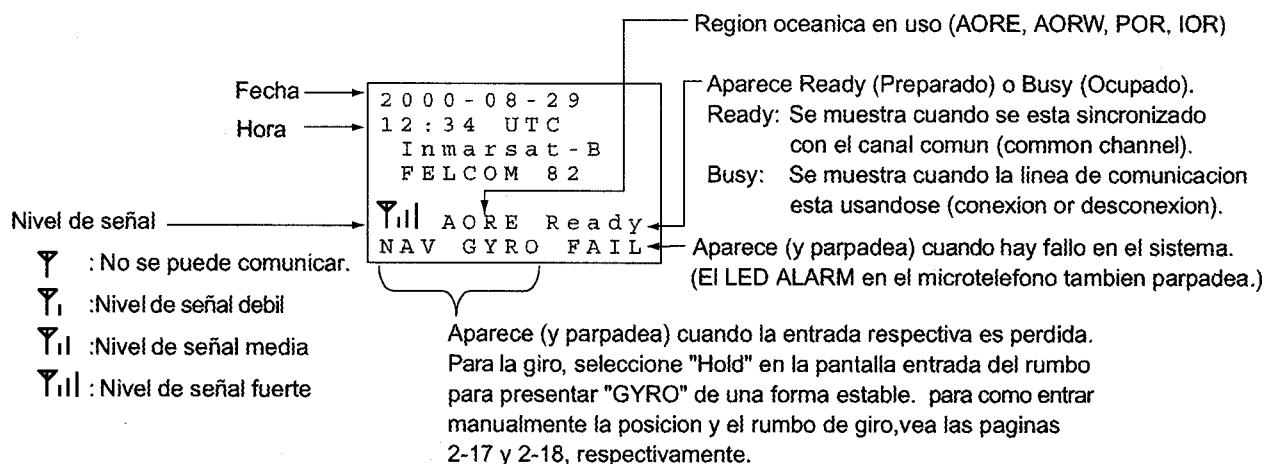 Region oceanica en uso (AORE, AORW, POR, IOR)
Fecha
2000-08-29
Aparece Ready (Preparado) o Busy (Ocupado).
Hora
12:34 UTC
Ready: Se muestra cuando se esta sincronizado
con el canal comun (common channel).
Inmarsat-B
FELCOM 82
Busy: Se muestra cuando la linea de comunicacion
esta usandose (conexion or desconexion).
Nivel de señal
AORE Ready
NAV GYRO FAIL
Aparece (y parpadea) cuando hay fallo en el sistema.
(El LED ALARM en el microtelefono tambien parpadea.)
: No se puede comunicar.
:Nivel de señal debil
:Nivel de señal media
: Nivel de señal fuerte
Aparece (y parpadea) cuando la entrada respectiva es perdida.
Para la giro, seleccione "Hold" en la pantalla entrada del rumbo
para presentar "GYRO" de una forma estable. para como entrar
manualmente la posicion y el rumbo de giro,vea las paginas
2-17 y 2-18, respectivamente.